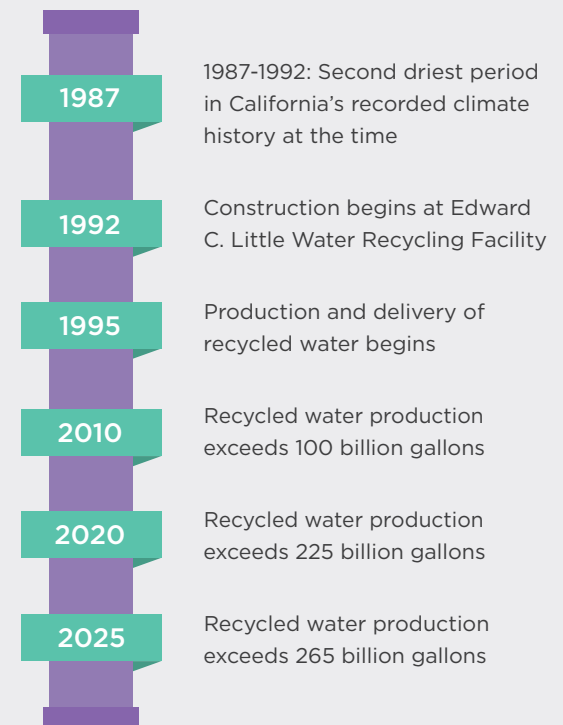 1987
1987-1992: Second driest period
in California's recorded climate
history at the time
1992
Construction begins at Edward
C. Little Water Recycling Facility
1995
Production and delivery of
recycled water begins
2010
Recycled water production
exceeds 100 billion gallons
2020
Recycled water production
exceeds 225 billion gallons
2025
Recycled water production
exceeds 265 billion gallons